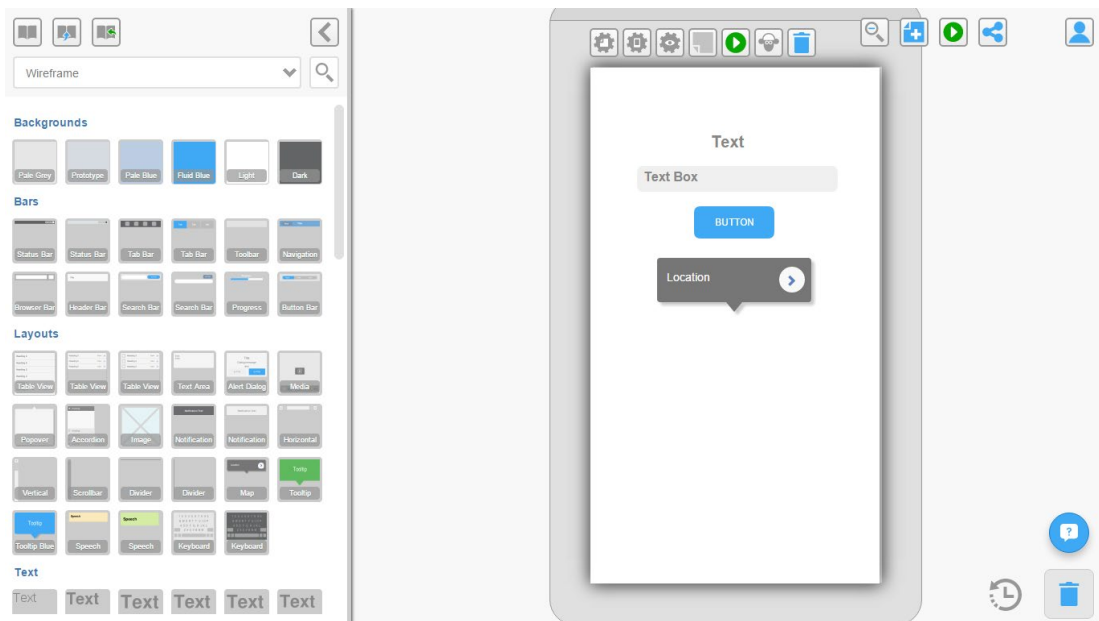 Wireframe
Backgrounds
Pale Grey Prototype Pale Blue Fluid Blue Light Dark
Bars
Status Bar Status Bar Tab Bar Tab Bar Toolbar Navigation
Browser Bar Header Bar Search Bar Search Bar Progress Button Bar
Layouts
Table View Table View Table View Text Area Alert Dialog Media
Popover Accordion Image Notification Notification Horizontal
Vertical Scrollbar Divider Divider Map Tooltip
Tooltip Blue Speech Speech Keyboard Keyboard
Text
Text Text Text Text Text Text
Text
Text Box
BUTTON
Location